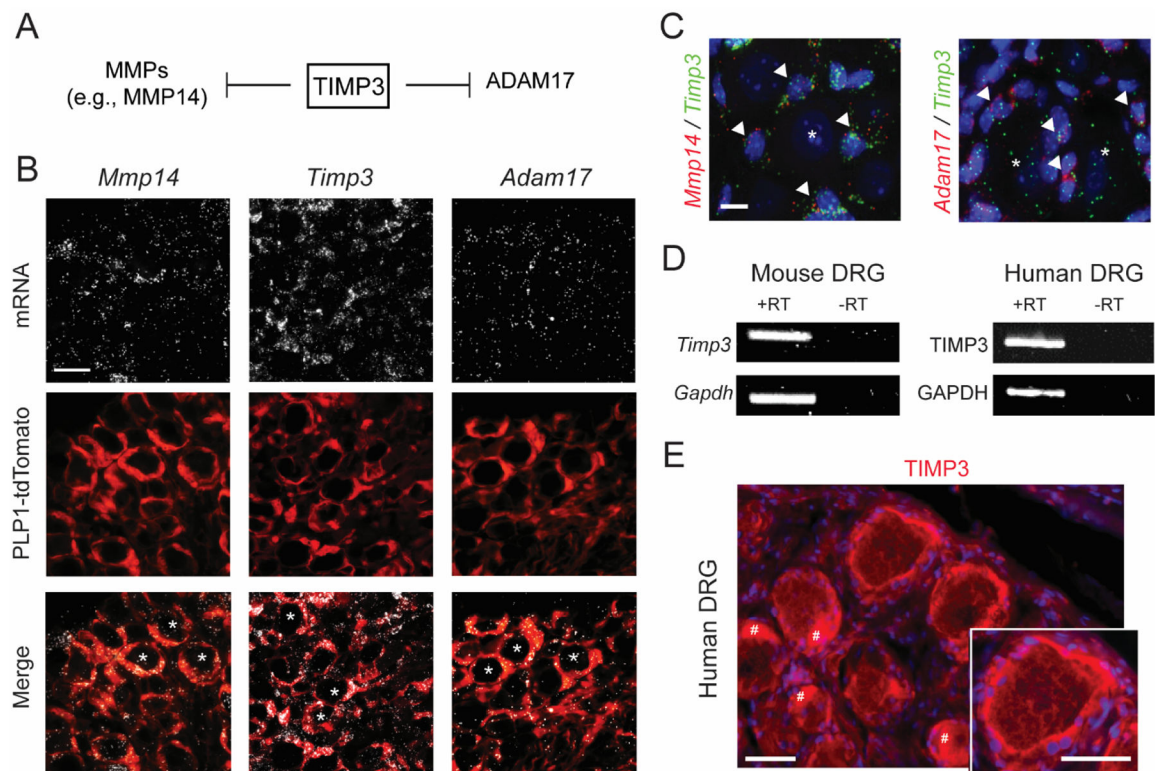 A
MMPs
(e.g., MMP14)
TIMP3
ADAM17
B
Mmp14
Timp3
Adam17
mRNA
PLP1-tdTomato
Merge
* * *
* * *
* * *
C
Mmp14 / Timp3
*
Adam17 / Timp3
* *
D
Mouse DRG
Human DRG
+RT
-RT
+RT
-RT
Timp3
TIMP3
Gapdh
GAPDH
E
TIMP3
Human DRG
# #
#
#